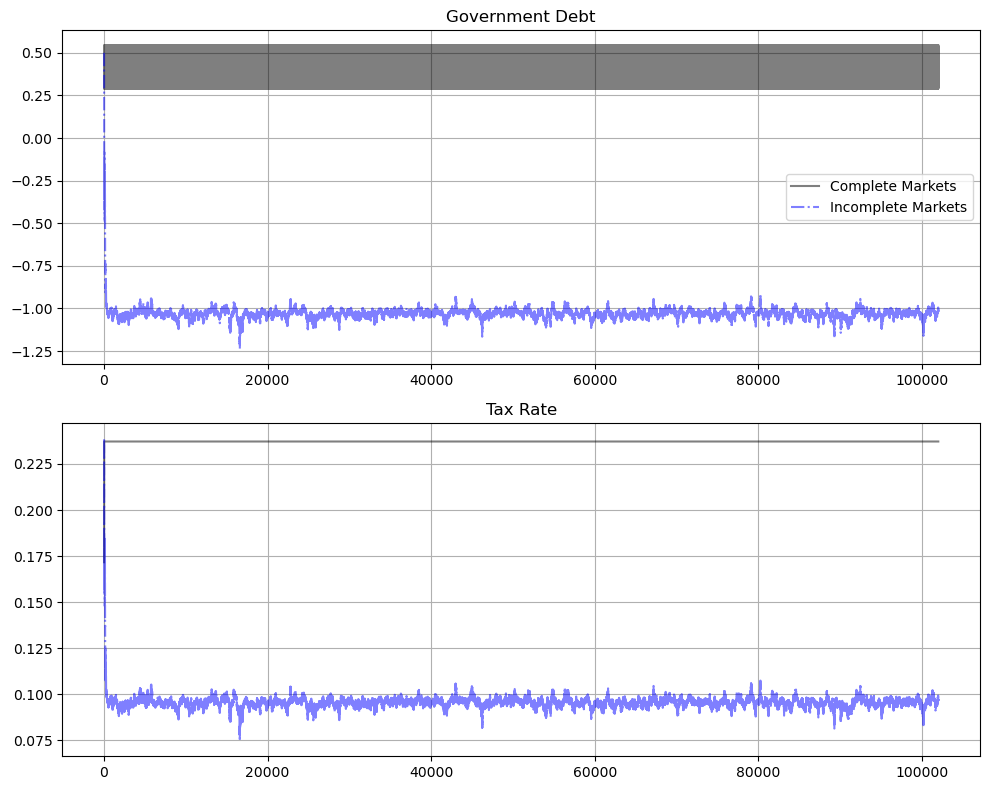 Government Debt
0.50
0.25
0.00
−0.25
−0.50
−0.75
−1.00
−1.25
Complete Markets
Incomplete Markets
0 20000 40000 60000 80000 100000
Tax Rate
0.225
0.200
0.175
0.150
0.125
0.100
0.075
0 20000 40000 60000 80000 100000